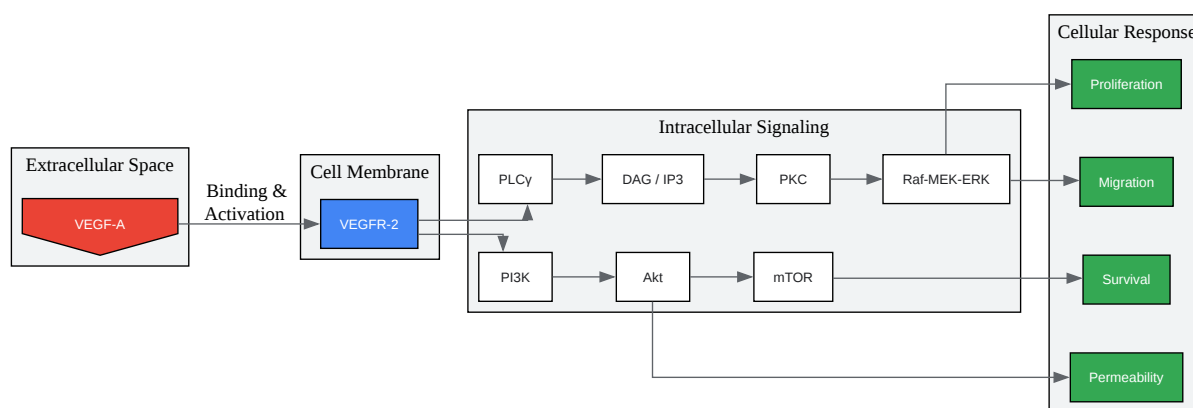 Cellular Response
Proliferation
Intracellular Signaling
Extracellular Space
Cell Membrane
Binding &
Activation
PLCγ
DAG / IP3
PKC
Raf-MEK-ERK
Migration
VEGF-A
VEGFR-2
PI3K
Akt
mTOR
Survival
Permeability